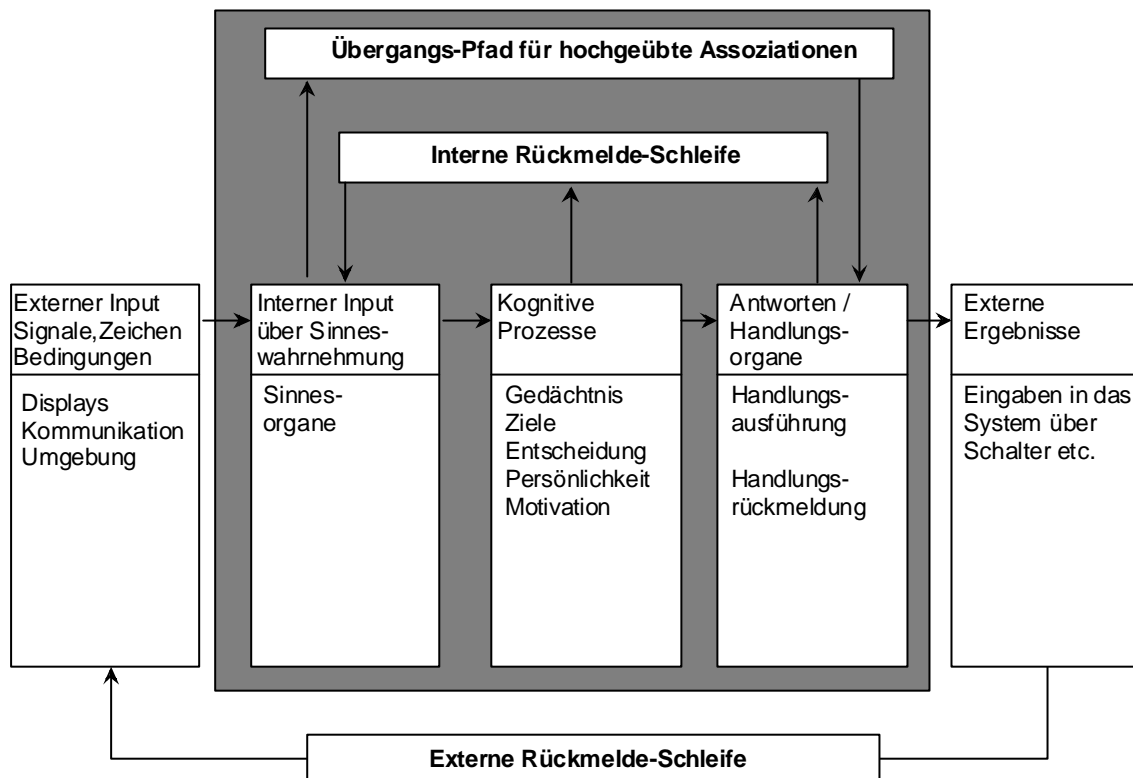 Übergangs-Pfad für hochgeübte Assoziationen
Interne Rückmelde-Schleife
Externer Input
Signale,Zeichen
Bedingungen
Displays
Kommunikation
Umgebung
Interner Input
über Sinnes-
wahrnehmung
Sinnes-
organe
Kognitive
Prozesse
Gedächtnis
Ziele
Entscheidung
Persönlichkeit
Motivation
Antworten /
Handlungs-
organe
Handlungs-
ausführung
Handlungs-
rückmeldung
Externe
Ergebnisse
Eingaben in das
System über
Schalter etc.
Externe Rückmelde-Schleife